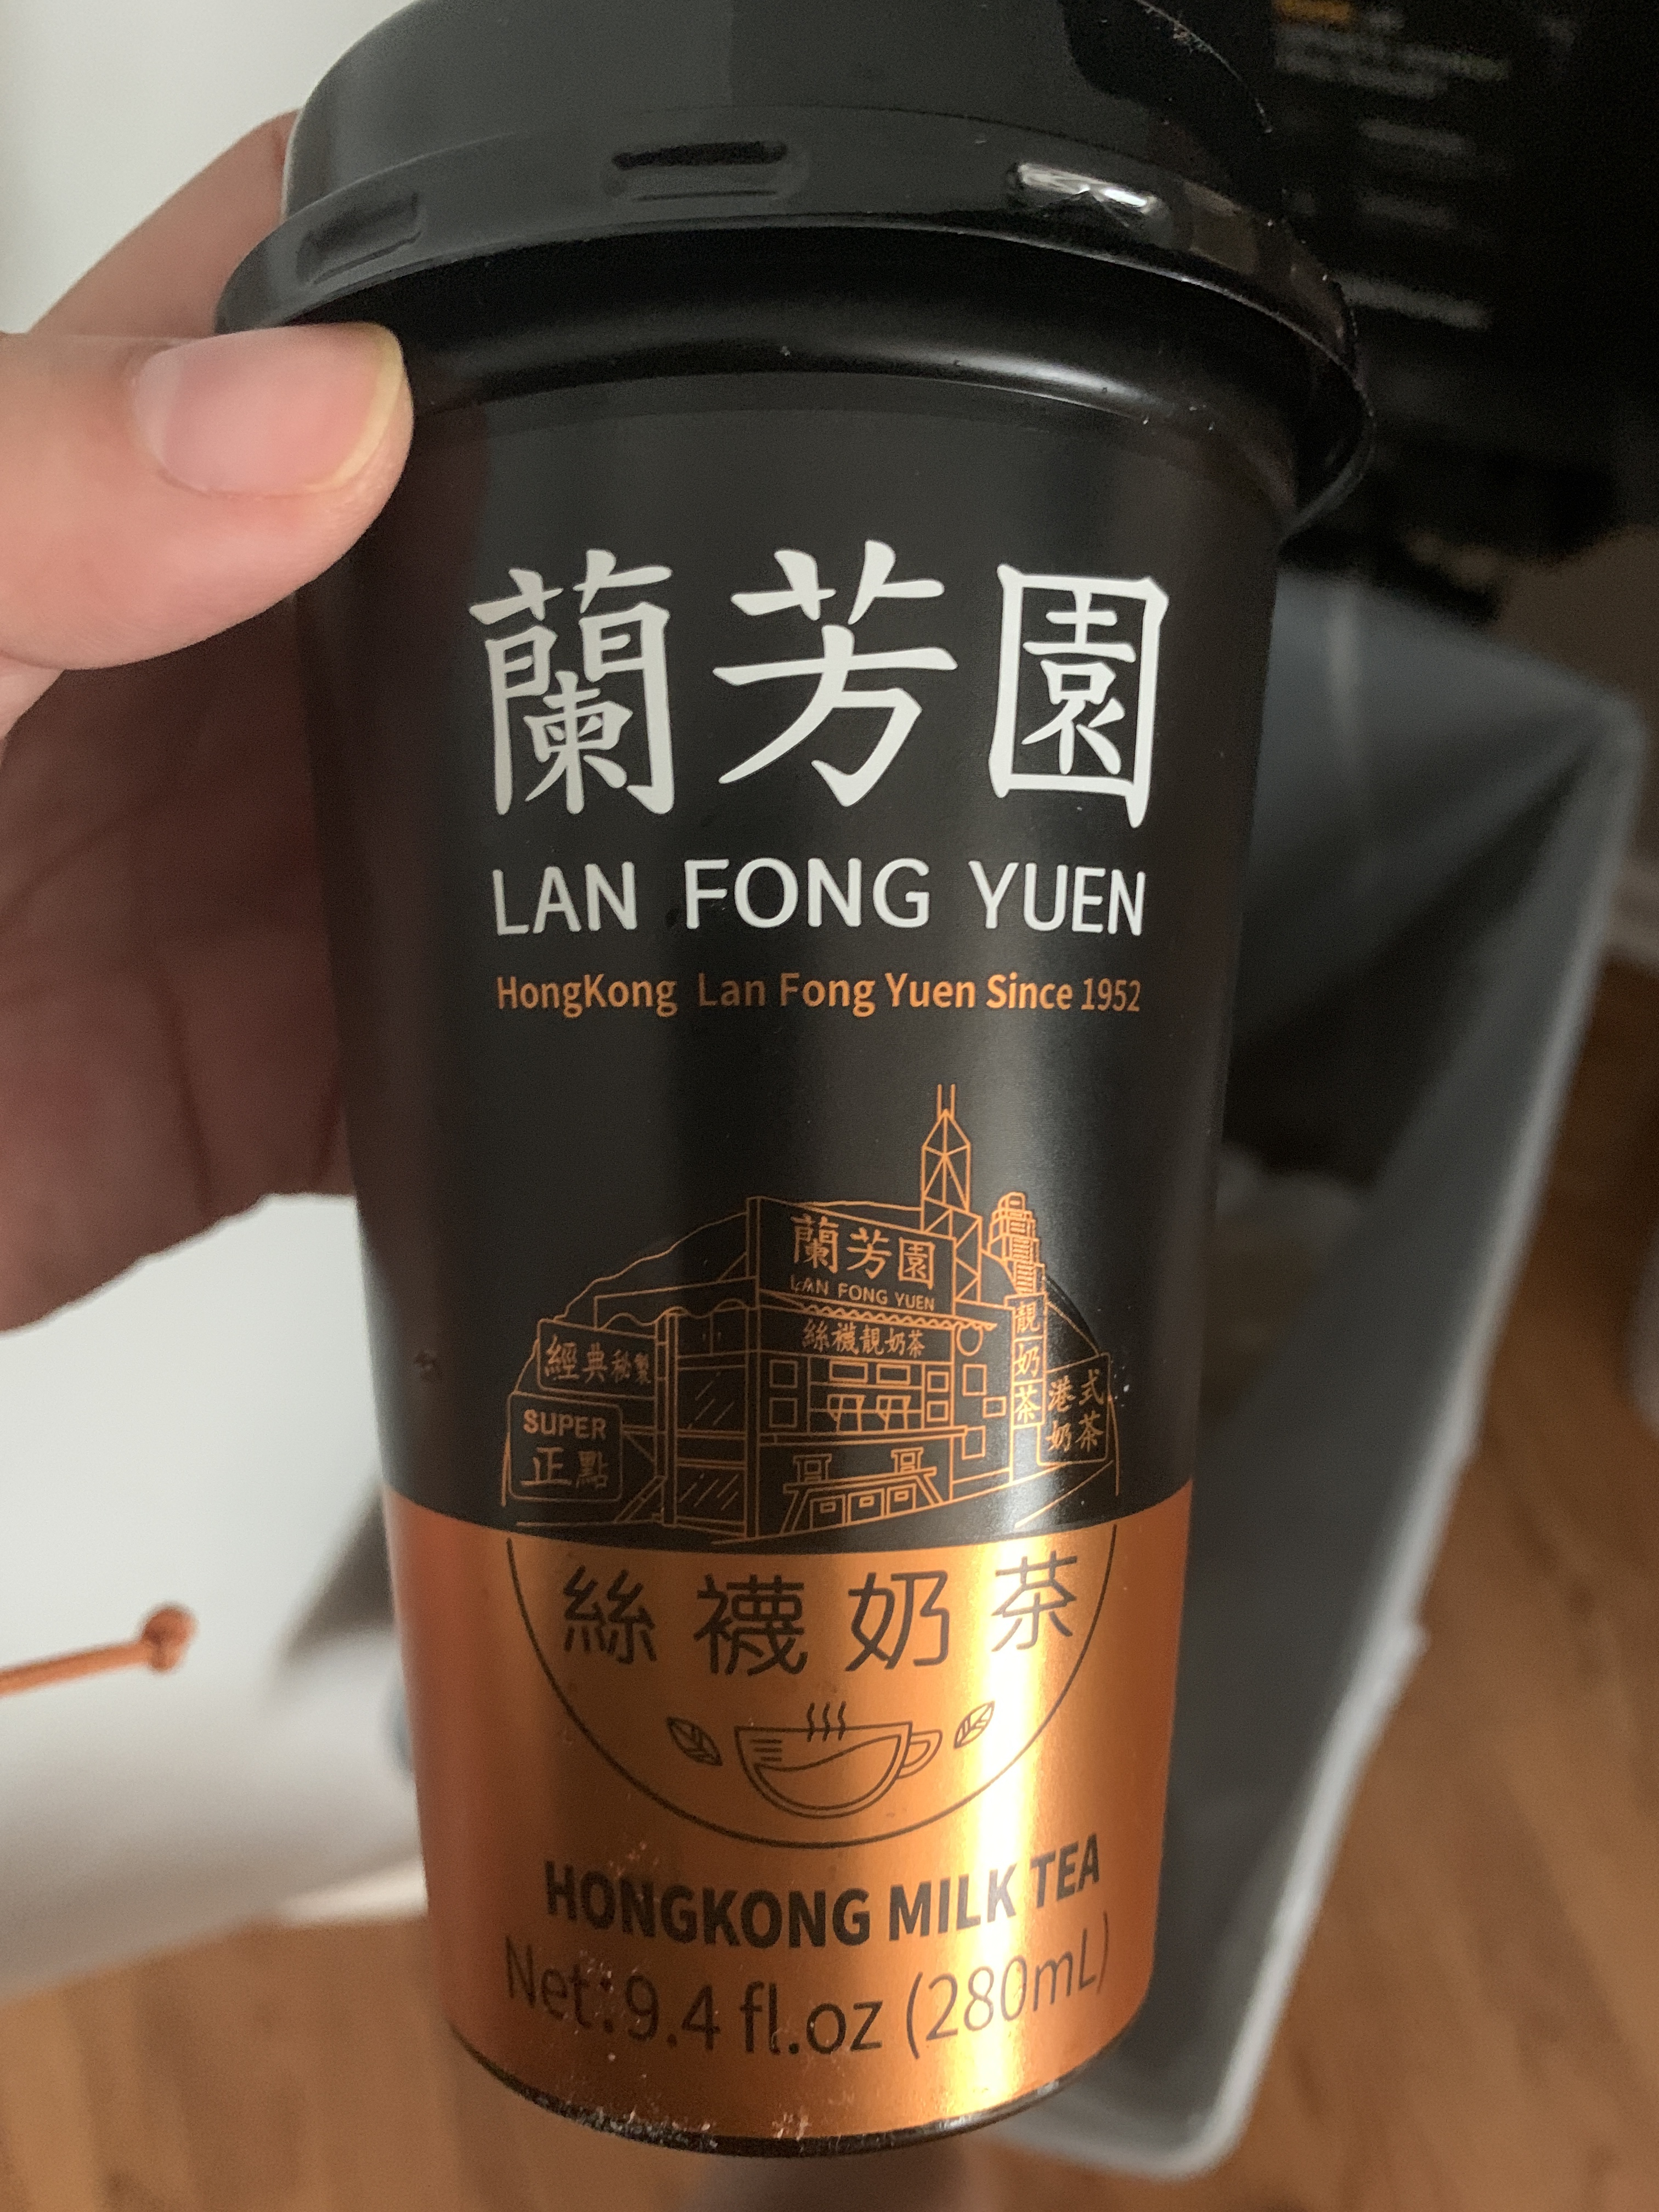 蘭芳園
LAN FONG YUEN
HongKong Lan Fong Yuen Since 1952
蘭芳園
LAN FONG YUEN
絲襪靚奶茶
經典秘製
SUPER
正點
靚奶茶
港式
奶茶
絲襪奶茶
HONGKONG MILK TEA
Net:9.4 fl.oz (280mL)